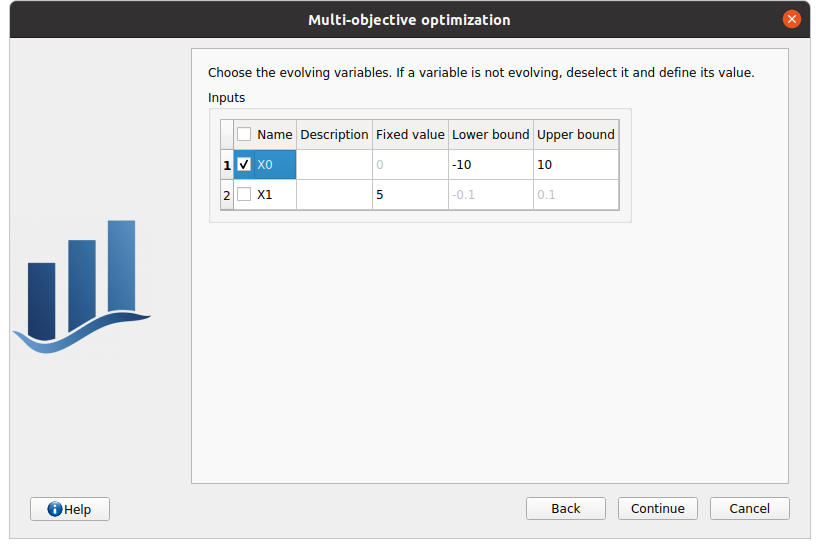 Multi-objective optimization
Choose the evolving variables. If a variable is not evolving, deselect it and define its value.
Inputs
Name Description Fixed value Lower bound Upper bound
1 X0 0 -10 10
2 X1 5 -0.1 0.1
Help Back Continue Cancel